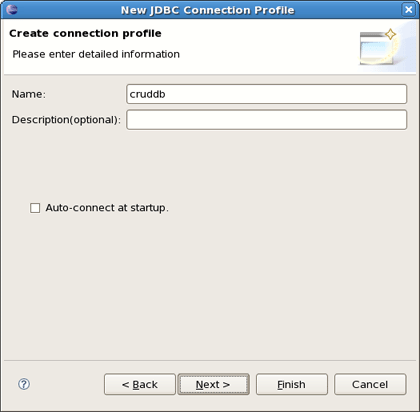 New JDBC Connection Profile
Create connection profile
Please enter detailed information
Name: cruddb
Description(optional):
Auto-connect at startup.
? < Back Next > Finish Cancel